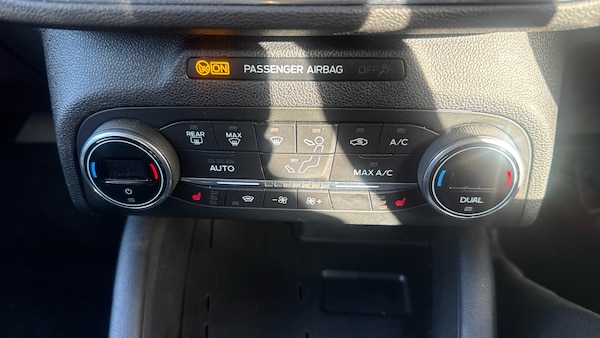 ON PASSENGER AIRBAG OFF
REAR MAX A/C
AUTO MAX A/C
DUAL